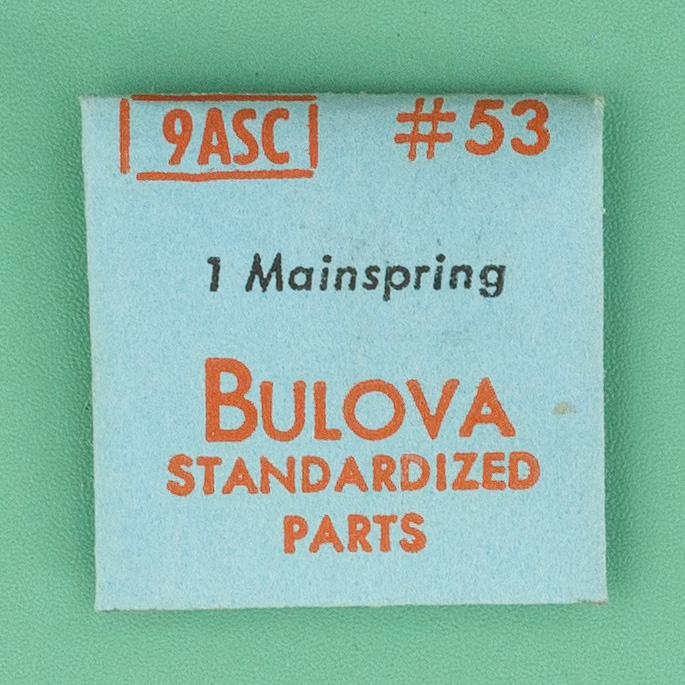 9ASC #53
1 Mainspring
BULOVA
STANDARDIZED
PARTS